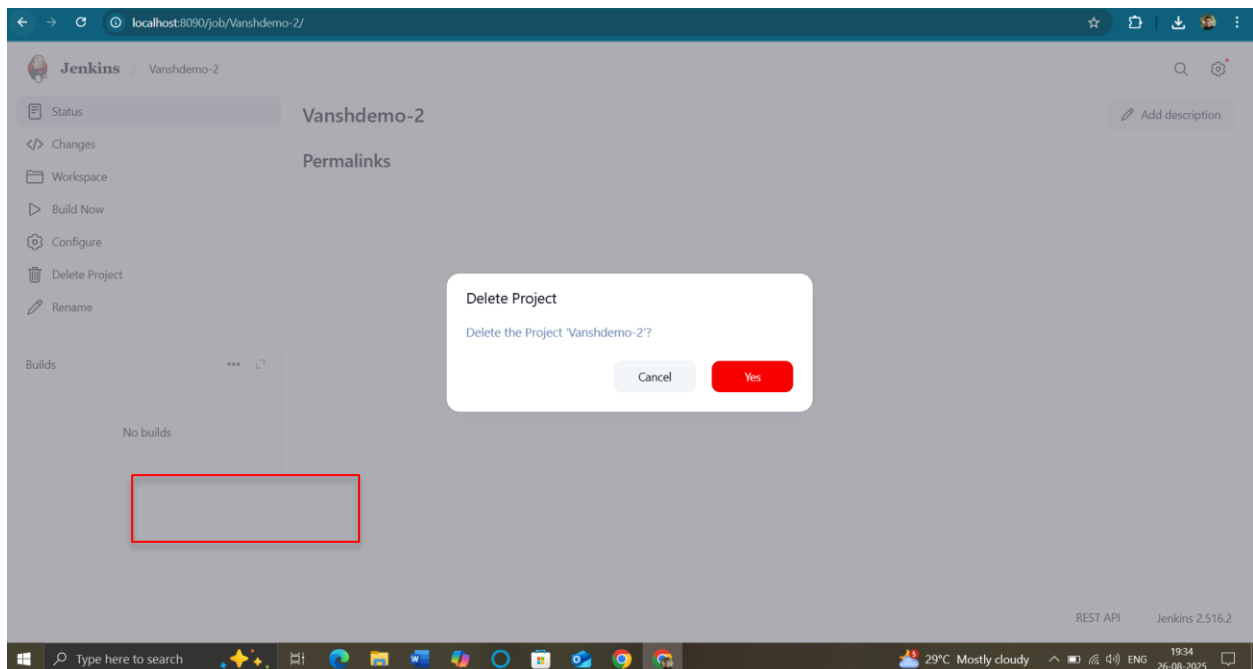 localhost:8090/job/Vanshdemo-2/
Jenkins / Vanshdemo-2
Status
Changes
Workspace
Build Now
Configure
Delete Project
Rename
Builds
No builds
Vanshdemo-2
Add description
Permalinks
Delete Project
Delete the Project 'Vanshdemo-2'?
Cancel
Yes
REST API
Jenkins 2.516.2
Type here to search
29°C Mostly cloudy
ENG
19:34
26-08-2025